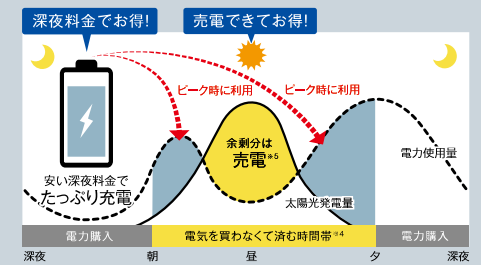 深夜料金でお得!
売電できてお得!
ピーク時に利用
ピーク時に利用
余剰分は
売電※5
電力使用量
安い深夜料金で
たっぷり充電
太陽光発電量
電力購入
電気を買わなくて済む時間帯※4
電力購入
深夜
朝
昼
夕
深夜